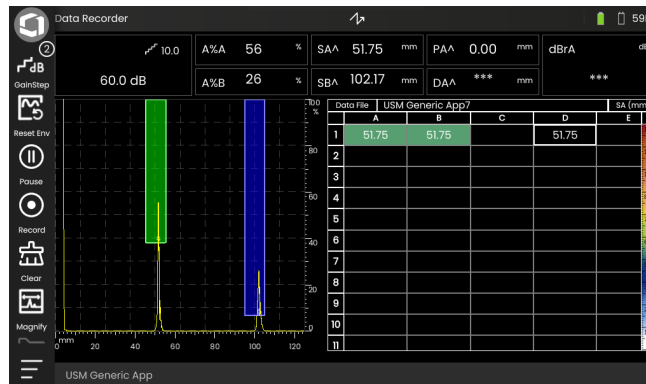 Data Recorder
59
2
dB
GainStep
10.0
60.0 dB
A%A 56 %
SA^ 51.75 mm
PA^ 0.00 mm
dBrA
A%B 26 %
SB^ 102.17 mm
DA^ *** mm
***
Reset Env
Pause
Record
Clear
Magnify
100
%
80
60
40
20
0
mm
0 20 40 60 80 100 120
Data File USM Generic App7 SA (mm
A B C D E
1 51.75 51.75 51.75
2
3
4
5
6
7
8
9
10
11
USM Generic App